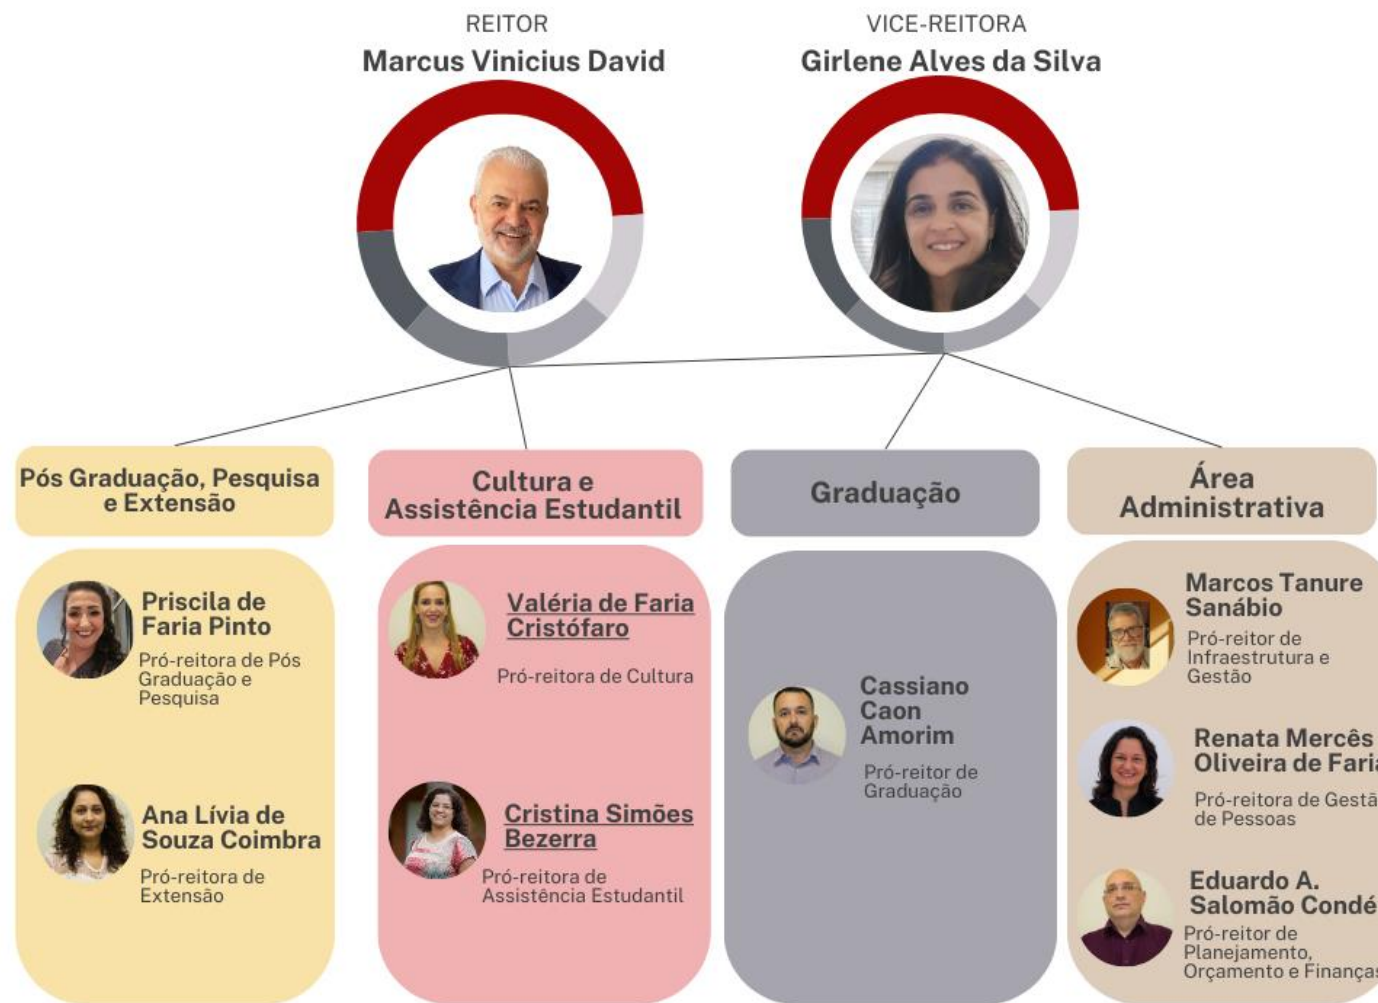 REITOR
Marcus Vinicius David
VICE-REITORA
Girlene Alves da Silva
Pós Graduação, Pesquisa
e Extensão
Priscila de
Faria Pinto
Pró-reitora de Pós
Graduação e
Pesquisa
Ana Lívia de
Souza Coimbra
Pró-reitora de
Extensão
Cultura e
Assistência Estudantil
Valéria de Faria
Cristófaro
Pró-reitora de Cultura
Cristina Simões
Bezerra
Pró-reitora de
Assistência Estudantil
Graduação
Cassiano
Caon
Amorim
Pró-reitor de
Graduação
Área
Administrativa
Marcos Tanure
Sanábio
Pró-reitor de
Infraestrutura e
Gestão
Renata Mercês
Oliveira de Faria
Pró-reitora de Gestã
de Pessoas
Eduardo A.
Salomão Condé
Pró-reitor de
Planejamento,
Orçamento e Finanças